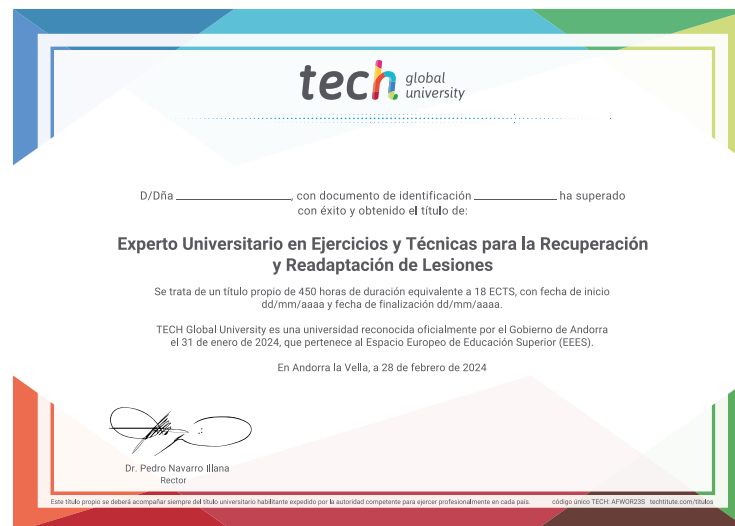 tech global
university
D/Dña ______________, con documento de identificación ______________ ha superado
con éxito y obtenido el título de:
Experto Universitario en Ejercicios y Técnicas para la Recuperación
y Readaptación de Lesiones
Se trata de un título propio de 450 horas de duración equivalente a 18 ECTS, con fecha de inicio
dd/mm/aaaa y fecha de finalización dd/mm/aaaa.
TECH Global University es una universidad reconocida oficialmente por el Gobierno de Andorra
el 31 de enero de 2024, que pertenece al Espacio Europeo de Educación Superior (EEES).
En Andorra la Vella, a 28 de febrero de 2024
Dr. Pedro Navarro Illana
Rector
Este título propio se deberá acompañar siempre del título universitario habilitante expedido por la autoridad competente para ejercer profesionalmente en cada país. código único TECH: AFWOR23S techtitute.com/titulos